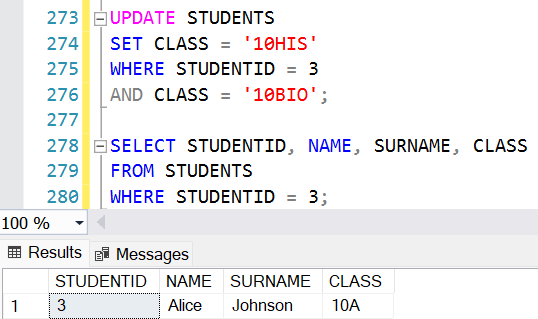 273 UPDATE STUDENTS
274 SET CLASS = '10HIS'
275 WHERE STUDENTID = 3
276 AND CLASS = '10BIO';
277
278 SELECT STUDENTID, NAME, SURNAME, CLASS
279 FROM STUDENTS
280 WHERE STUDENTID = 3;
100 %
Results Messages
STUDENTID NAME SURNAME CLASS
1 3 Alice Johnson 10A